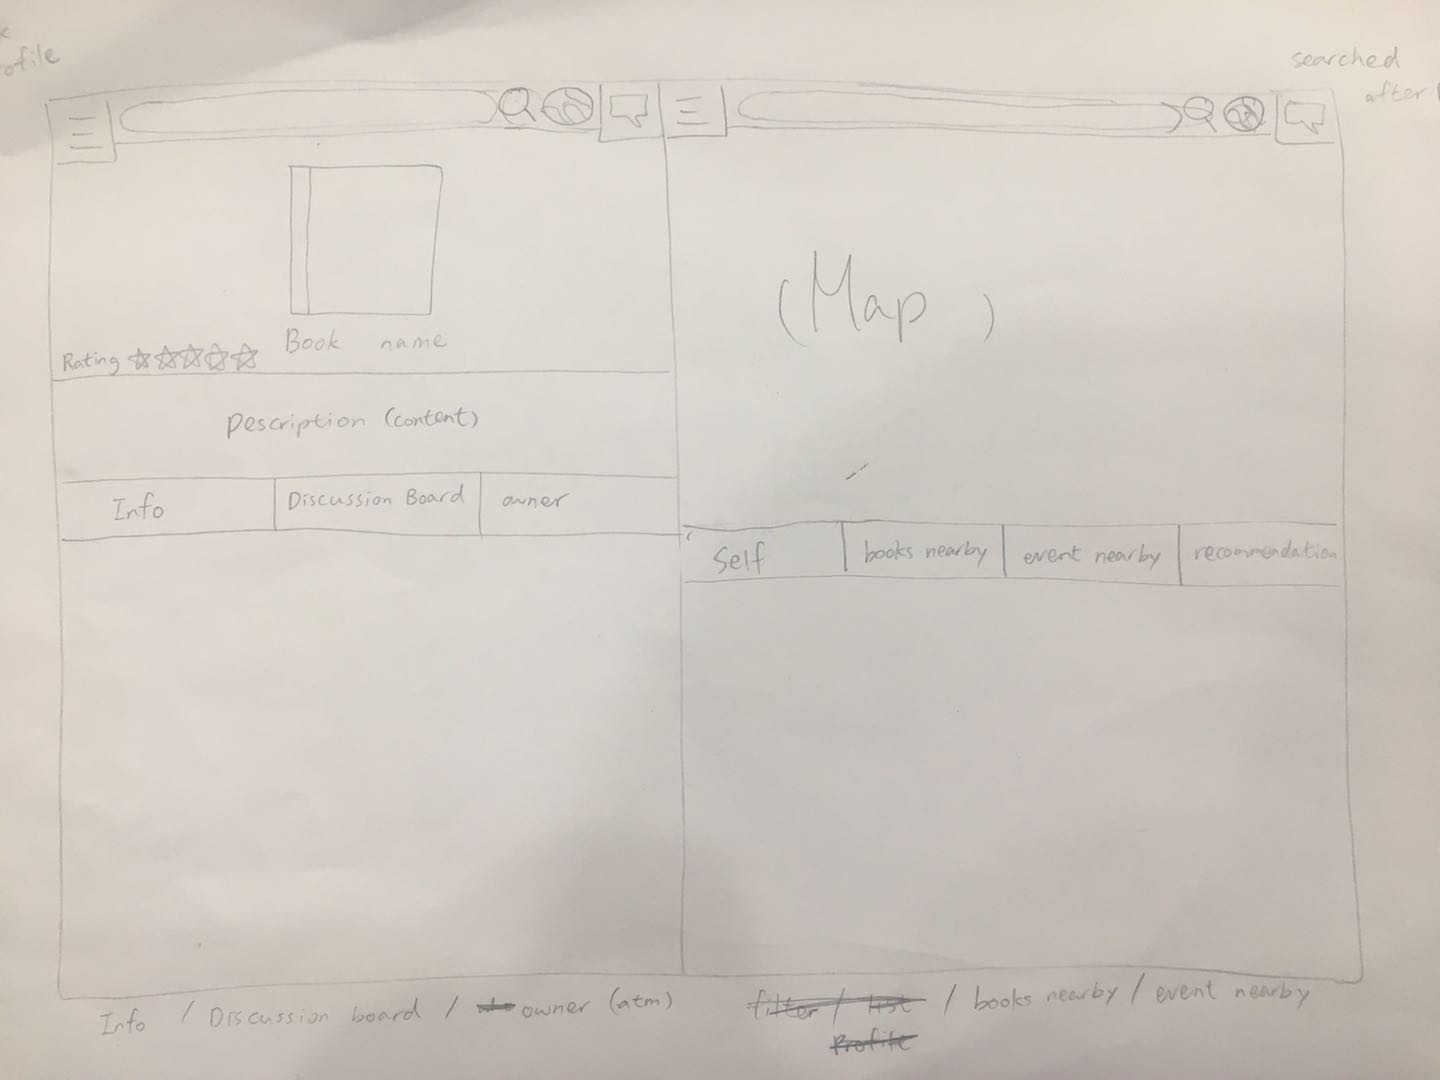 ofile
searched
after
(Map)
Book name
Rating
Description (content)
Info
Discussion Board
owner
Self
books nearby
event nearby
recommendation
Info / Discussion board / owner (atm)
filter / list / books nearby / event nearby
Profile